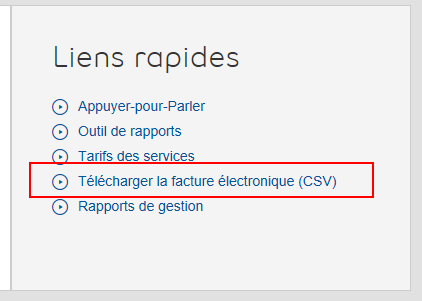 Liens rapides
Appuyer-pour-Parler
Outil de rapports
Tarifs des services
Télécharger la facture électronique (CSV)
Rapports de gestion